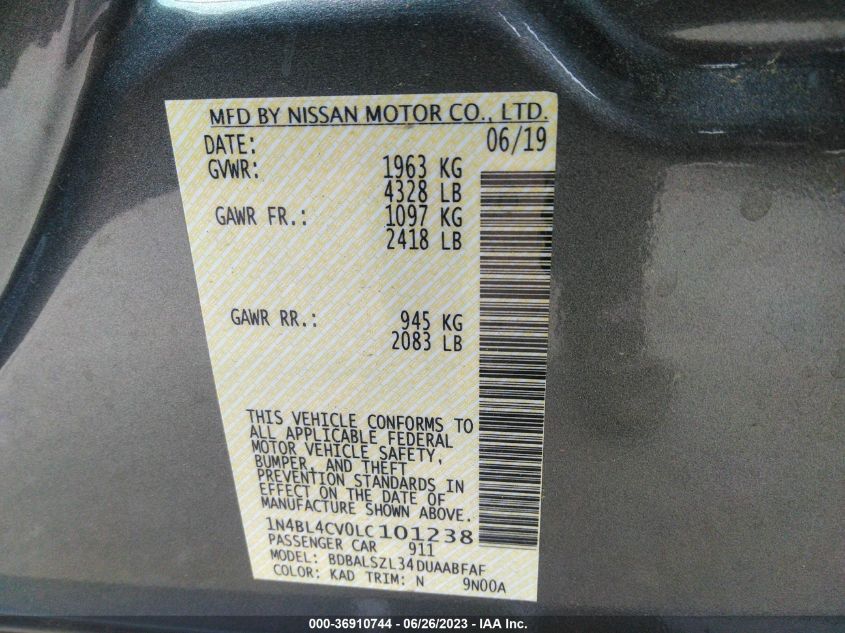 MFD BY NISSAN MOTOR CO., LTD.
DATE: 06/19
GVWR: 1963 KG
4328 LB
GAWR FR.: 1097 KG
2418 LB
GAWR RR.: 945 KG
2083 LB
THIS VEHICLE CONFORMS TO
ALL APPLICABLE FEDERAL
MOTOR VEHICLE SAFETY,
BUMPER, AND THEFT
PREVENTION STANDARDS IN
EFFECT ON THE DATE OF
MANUFACTURE SHOWN ABOVE.
1N4BL4CV0LC101238
PASSENGER CAR 911
MODEL: BDBALSZL34DUAABFAF
COLOR: KAD TRIM: N 9N00A
000-36910744 - 06/26/2023 - IAA Inc.